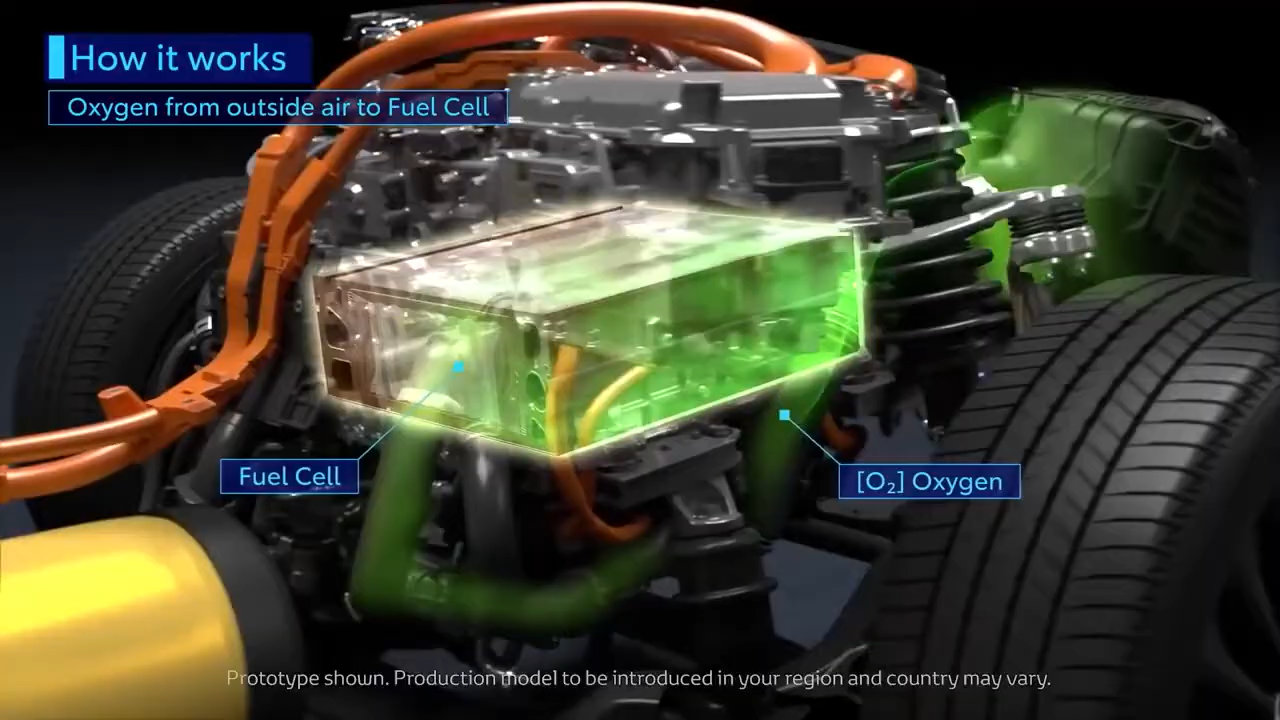 How it works
Oxygen from outside air to Fuel Cell
Fuel Cell
[O₂] Oxygen
Prototype shown. Production model to be introduced in your region and country may vary.